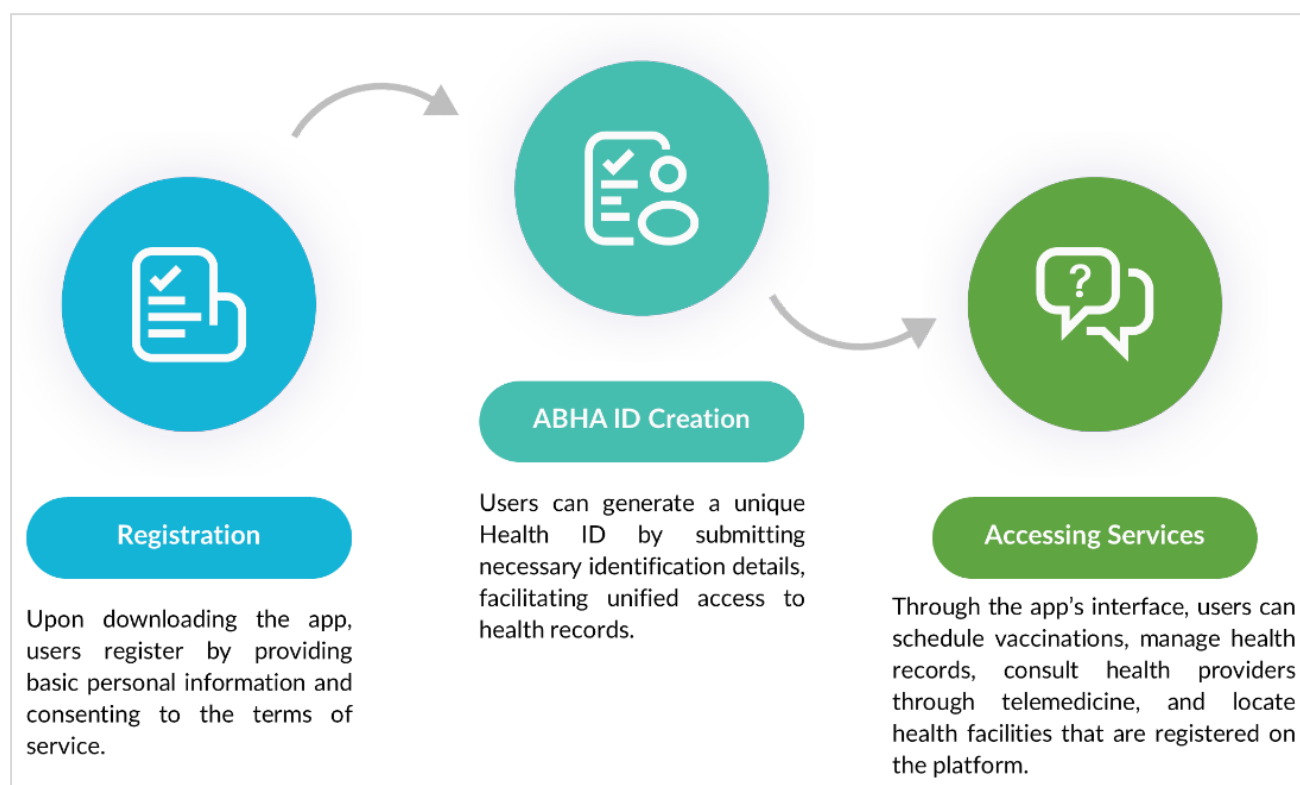 Registration
Upon downloading the app,
users register by providing
basic personal information and
consenting to the terms of
service.
ABHA ID Creation
Users can generate a unique
Health ID by submitting
necessary identification details,
facilitating unified access to
health records.
?
Accessing Services
Through the app’s interface, users can
schedule vaccinations, manage health
records, consult health providers
through telemedicine, and locate
health facilities that are registered on
the platform.